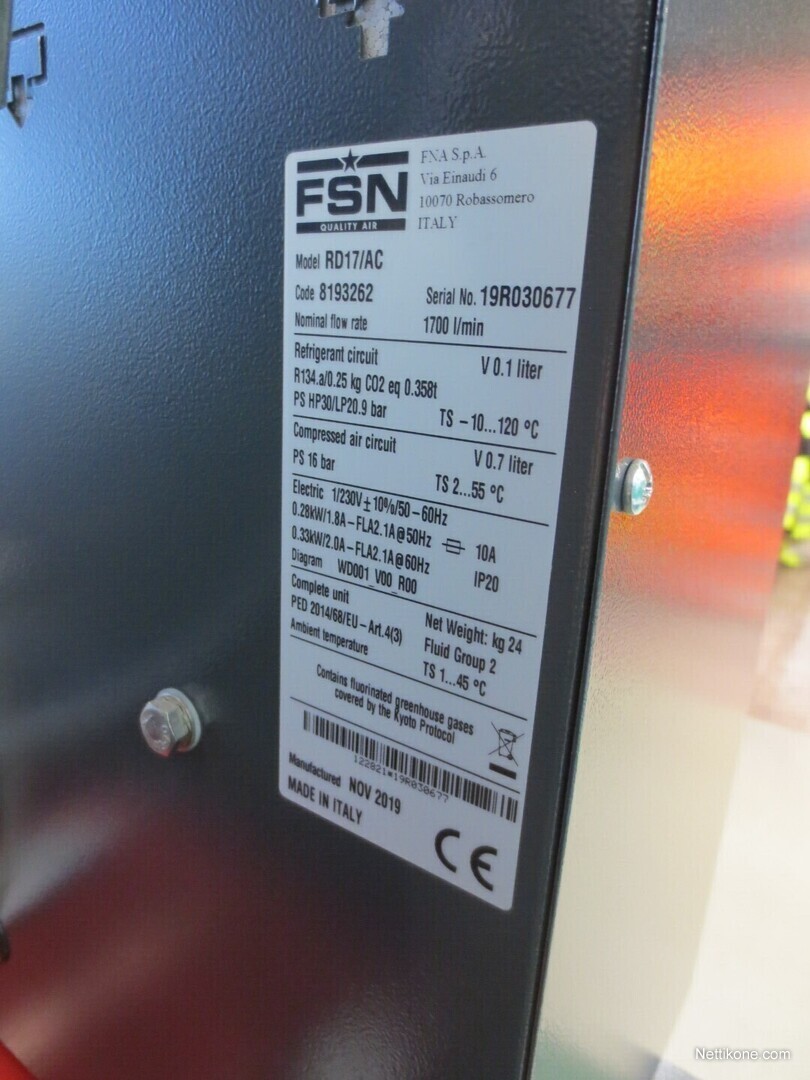 FSN
QUALITY AIR
FNA S.p.A.
Via Einaudi 6
10070 Robassomero
ITALY
Model RD17/AC
Code 8193262 Serial No. 19R030677
Nominal flow rate 1700 l/min
Refrigerant circuit V 0.1 liter
R134.a/0.25 kg CO2 eq 0.358t
PS HP30/LP20.9 bar TS -10...120 °C
Compressed air circuit V 0.7 liter
PS 16 bar TS 2...55 °C
Electric 1/230V±10%/50-60Hz
0.28kW/1.8A-FLA2.1A@50Hz 10A
0.33kW/2.0A-FLA2.1A@60Hz IP20
Diagram WD001_V00_R00
Complete unit Net Weight: kg 24
PED 2014/68/EU-Art.4(3) Fluid Group 2
Ambient temperature TS 1...45 °C
Contains fluorinated greenhouse gases
covered by the Kyoto Protocol
122821*19R030677
Manufactured NOV 2019
MADE IN ITALY
CE
Nettikone.com